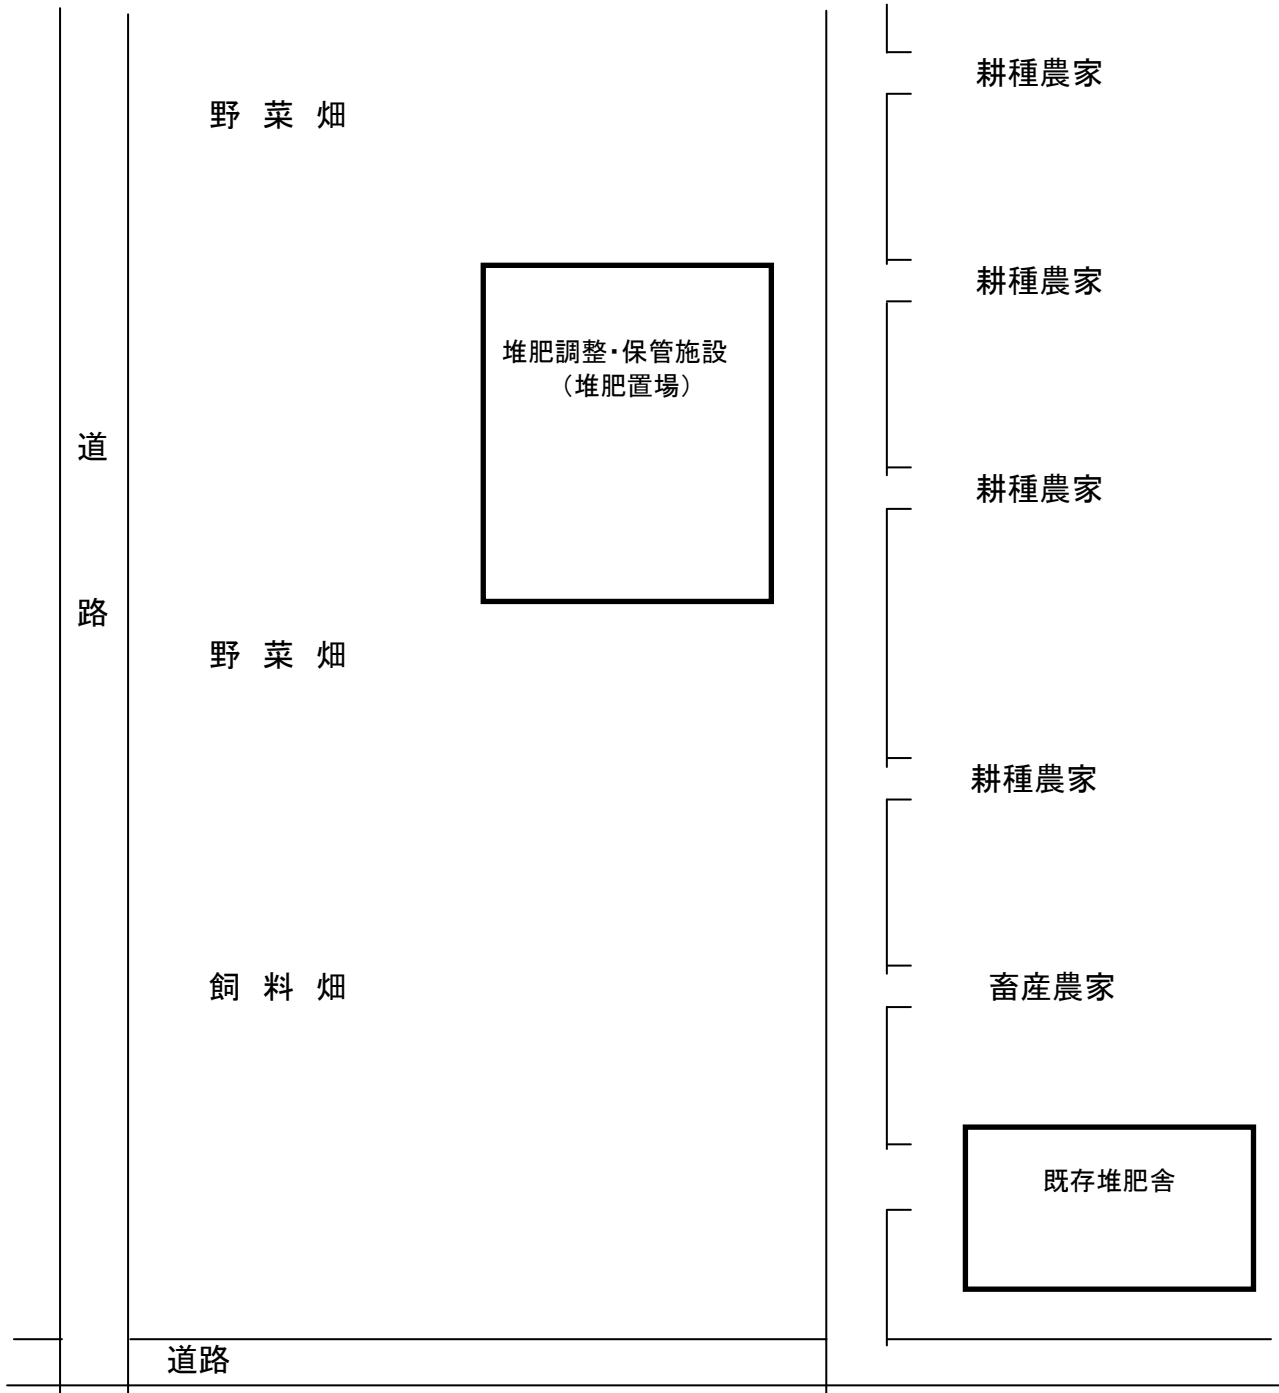 耕種農家
野 菜 畑
耕種農家
堆肥調整・保管施設
（堆肥置場）
道
路
耕種農家
野 菜 畑
耕種農家
飼 料 畑
畜産農家
既存堆肥舎
道路